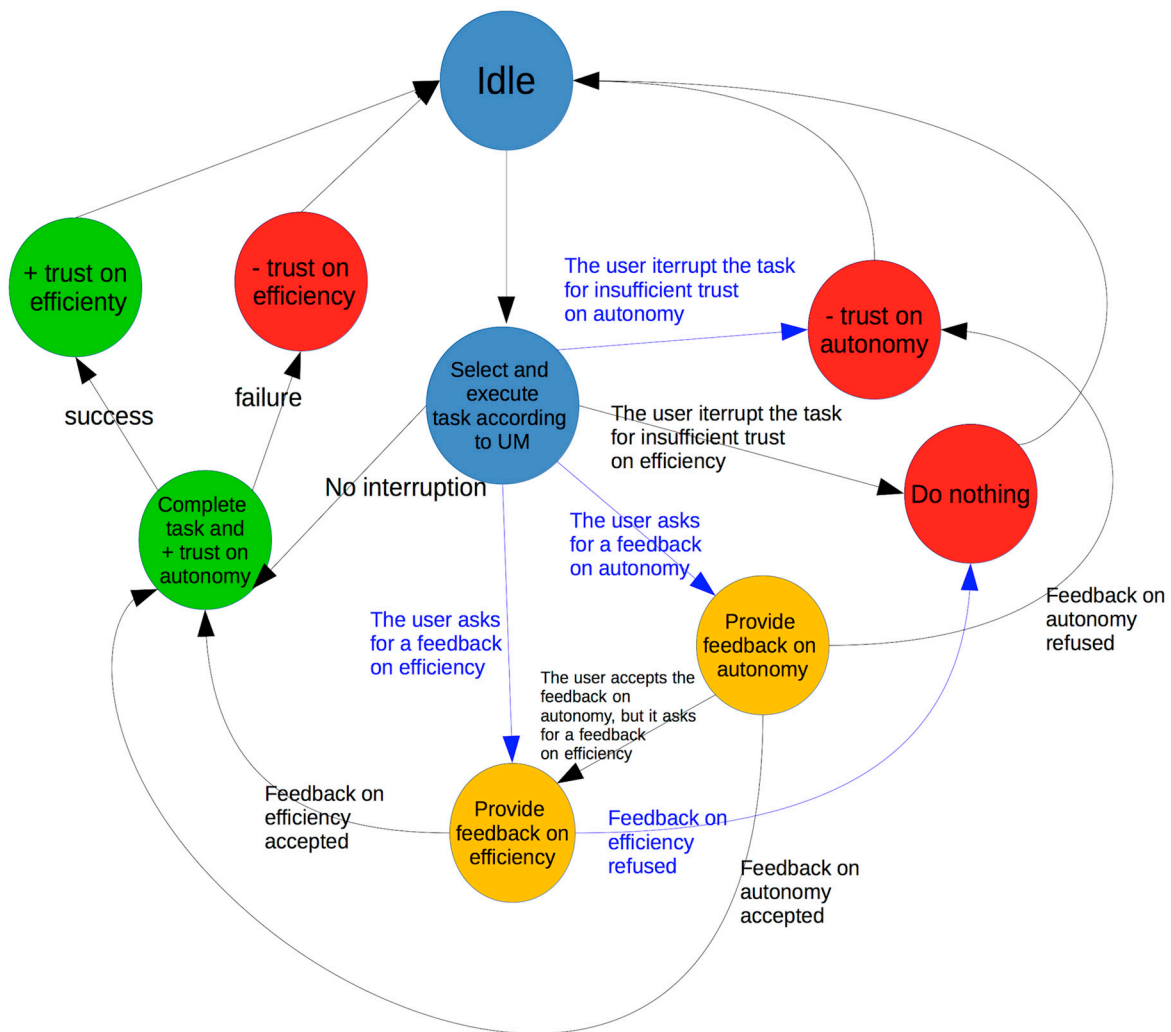 Idle
+ trust on
efficienty
- trust on
efficiency
The user iterrupt the task
for insufficient trust
on autonomy
- trust on
autonomy
Select and
execute
task according
to UM
success
failure
The user iterrupt the task
for insufficient trust
on efficiency
Do nothing
No interruption
Complete
task and
+ trust on
autonomy
The user asks
for a feedback
on autonomy
The user asks
for a feedback
on efficiency
Provide
feedback on
autonomy
Feedback on
autonomy
refused
The user accepts the
feedback on
autonomy, but it asks
for a feedback
on efficiency
Feedback on
efficiency
accepted
Provide
feedback on
efficiency
Feedback on
efficiency
refused
Feedback on
autonomy
accepted